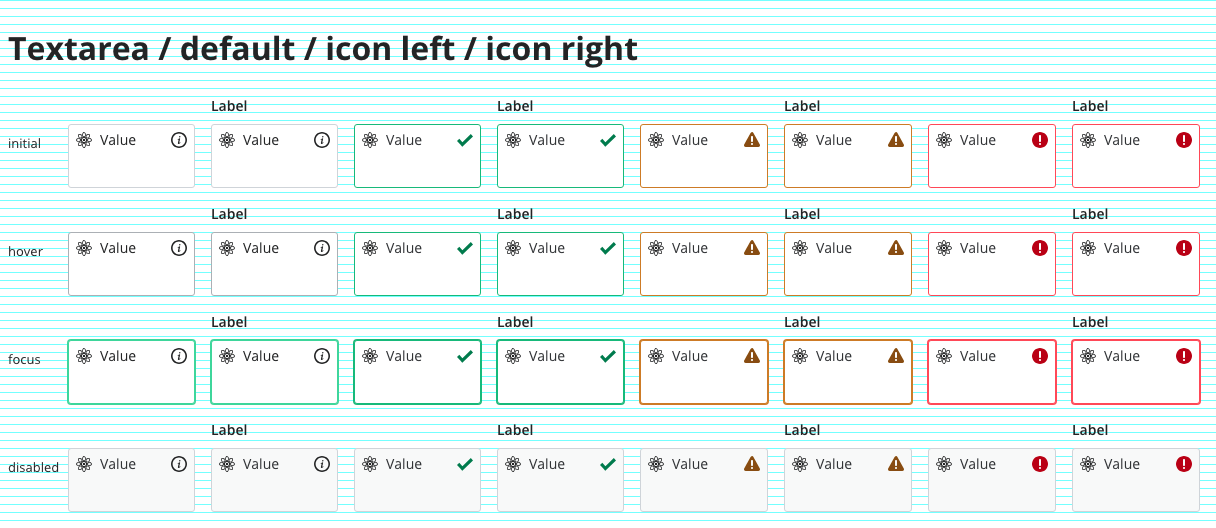 Textarea / default / icon left / icon right
Label Label Label Label
initial Value Value Value Value Value Value Value Value
Label Label Label Label
hover Value Value Value Value Value Value Value Value
Label Label Label Label
focus Value Value Value Value Value Value Value Value
Label Label Label Label
disabled Value Value Value Value Value Value Value Value